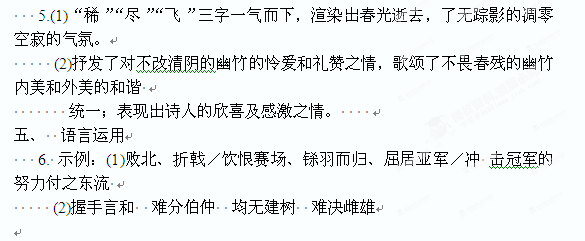 5.(1)“稀 ”“尽 ”“飞 ”三字一气而下，渲染出春光逝去，了无踪影的凋零
空寂的气氛。
(2)抒发了对不改清阴的幽竹的怜爱和礼赞之情，歌颂了不畏春残的幽竹
内美和外美的和谐
统一；表现出诗人的欣喜及感激之情。
五、 语言运用
6. 示例：(1)败北、折戟／饮恨赛场、铩羽而归、屈居亚军／冲 击冠军的
努力付之东流
(2)握手言和 难分伯仲 均无建树 难决雌雄